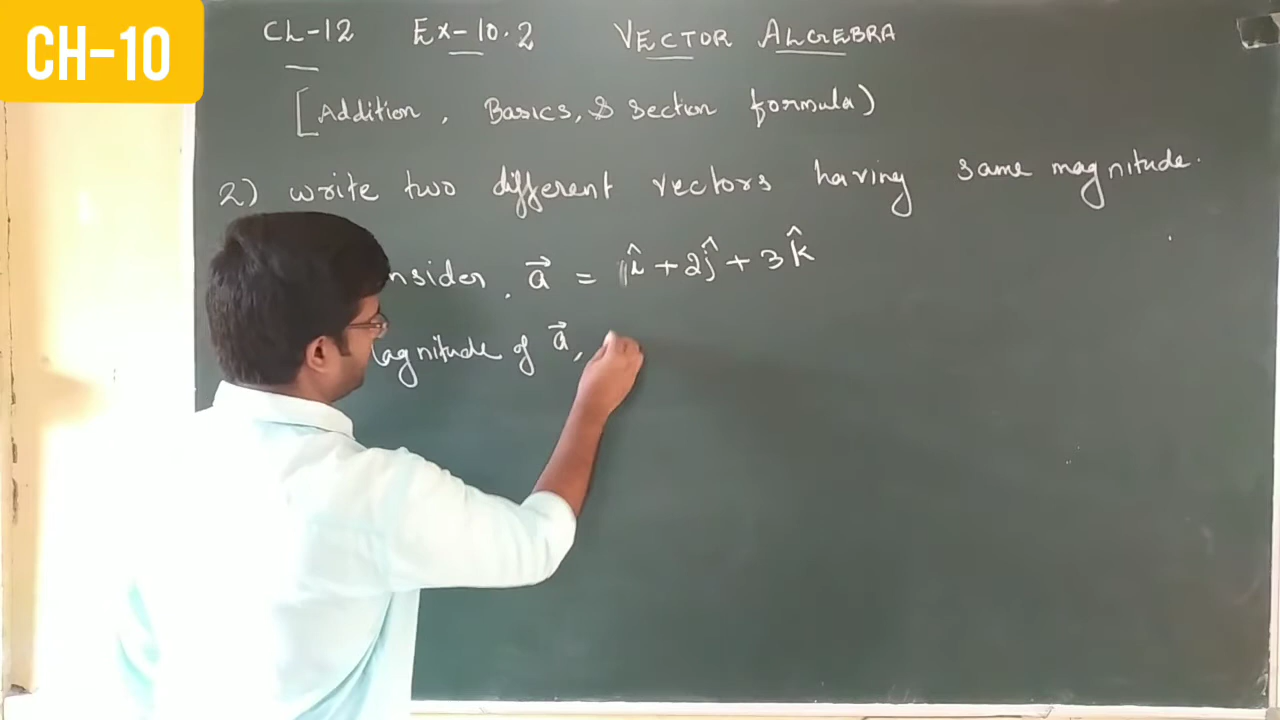 CH-10
CL-12 Ex-10.2 VECTOR ALGEBRA
[Addition, Basics, & section formula)
2) write two different vectors having same magnitude.
nsider, a⃗ = î + 2ĵ + 3k̂
agnitude of a⃗,